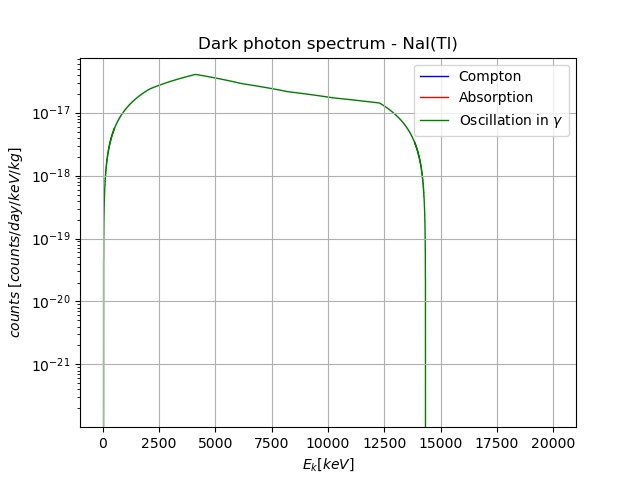 Dark photon spectrum - NaI(Tl)
Compton
Absorption
Oscillation in γ
10⁻¹⁷
10⁻¹⁸
10⁻¹⁹
10⁻²⁰
10⁻²¹
counts [counts/day/keV/kg]
0 2500 5000 7500 10000 12500 15000 17500 20000
E_k[keV]